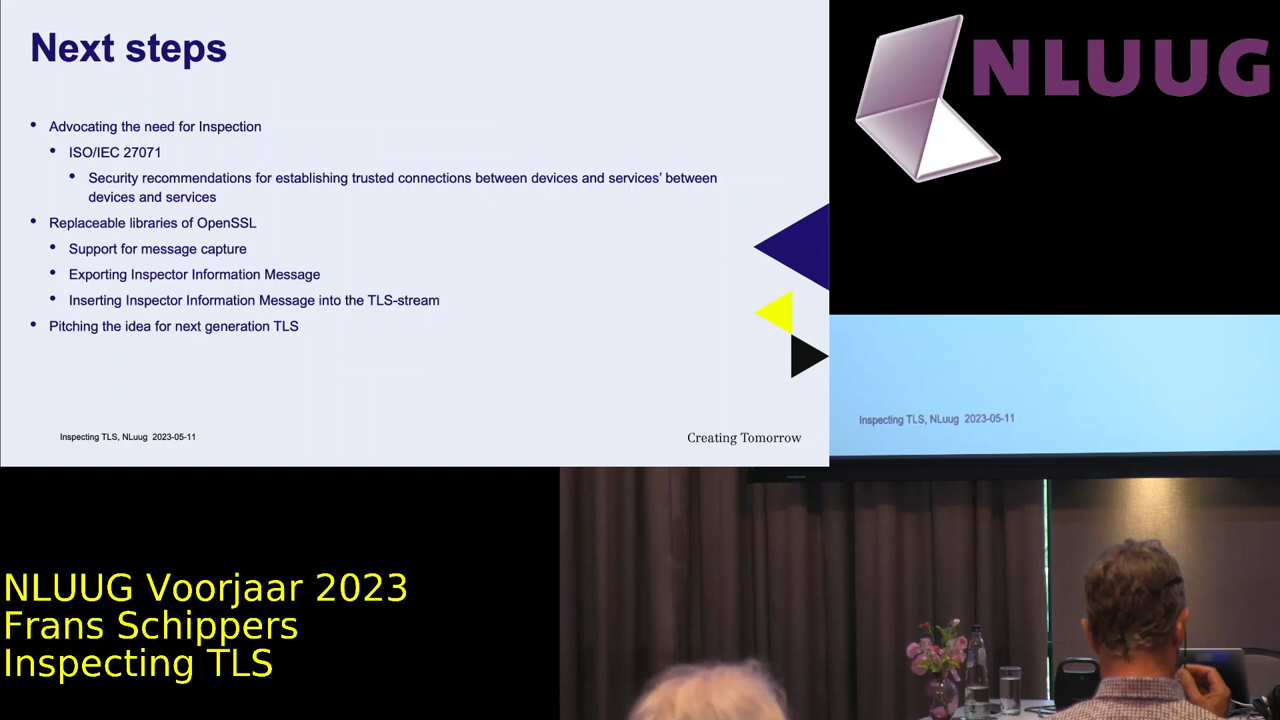 Next steps
• Advocating the need for Inspection
• ISO/IEC 27071
• Security recommendations for establishing trusted connections between devices and services’ between
devices and services
• Replaceable libraries of OpenSSL
• Support for message capture
• Exporting Inspector Information Message
• Inserting Inspector Information Message into the TLS-stream
• Pitching the idea for next generation TLS
Inspecting TLS, NLuug 2023-05-11
Creating Tomorrow
NLUUG
Inspecting TLS, NLuug 2023-05-11
NLUUG Voorjaar 2023
Frans Schippers
Inspecting TLS